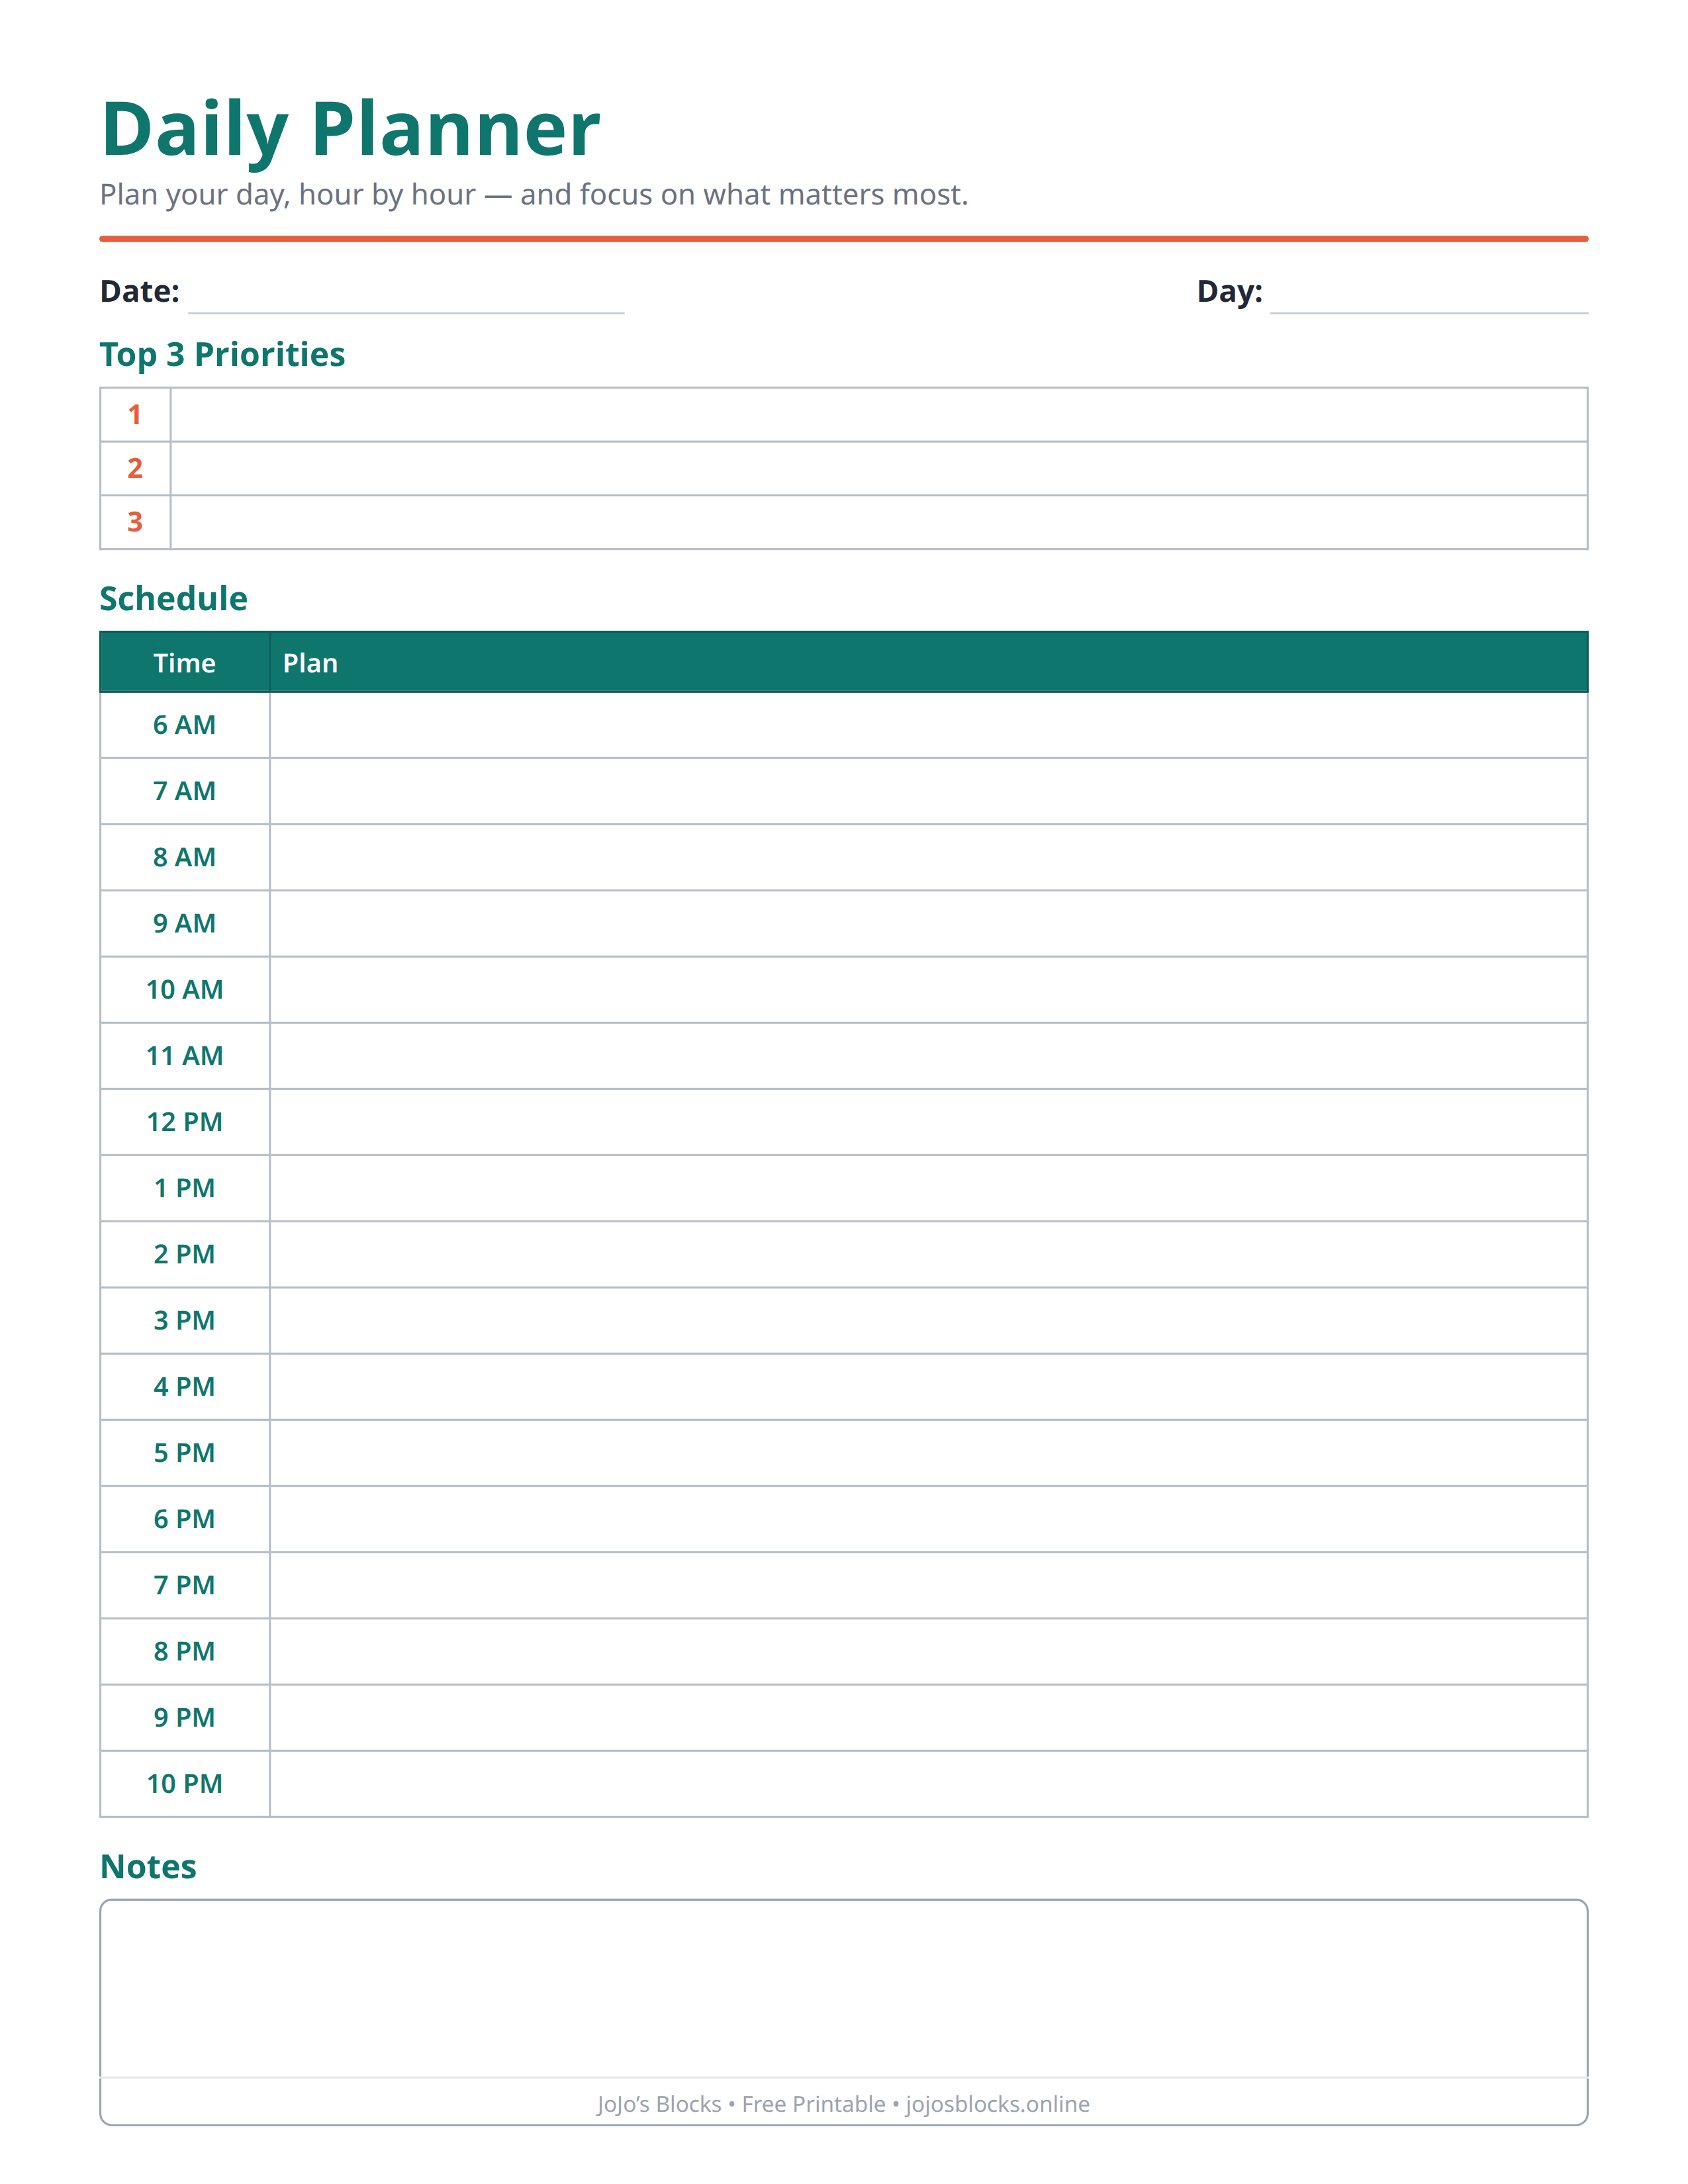 Daily Planner
Plan your day, hour by hour — and focus on what matters most.
Date: Day:
Top 3 Priorities
1
2
3
Schedule
Time Plan
6 AM
7 AM
8 AM
9 AM
10 AM
11 AM
12 PM
1 PM
2 PM
3 PM
4 PM
5 PM
6 PM
7 PM
8 PM
9 PM
10 PM
Notes
JoJo’s Blocks • Free Printable • jojosblocks.online